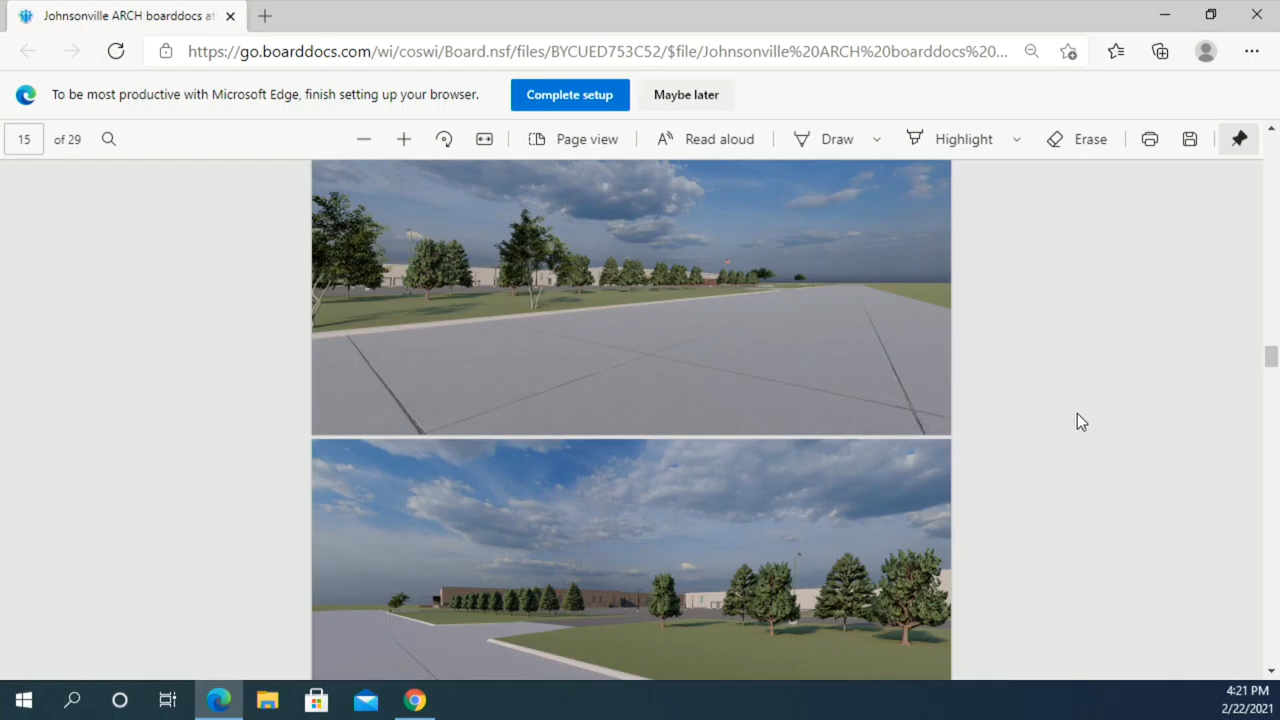 Johnsonville ARCH boarddocs at
https://go.boarddocs.com/wi/coswi/Board.nsf/files/BYCUED753C52/$file/Johnsonville%20ARCH%20boarddocs%20...
To be most productive with Microsoft Edge, finish setting up your browser.
Complete setup
Maybe later
15 of 29
Page view
Read aloud
Draw
Highlight
Erase
4:21 PM
2/22/2021